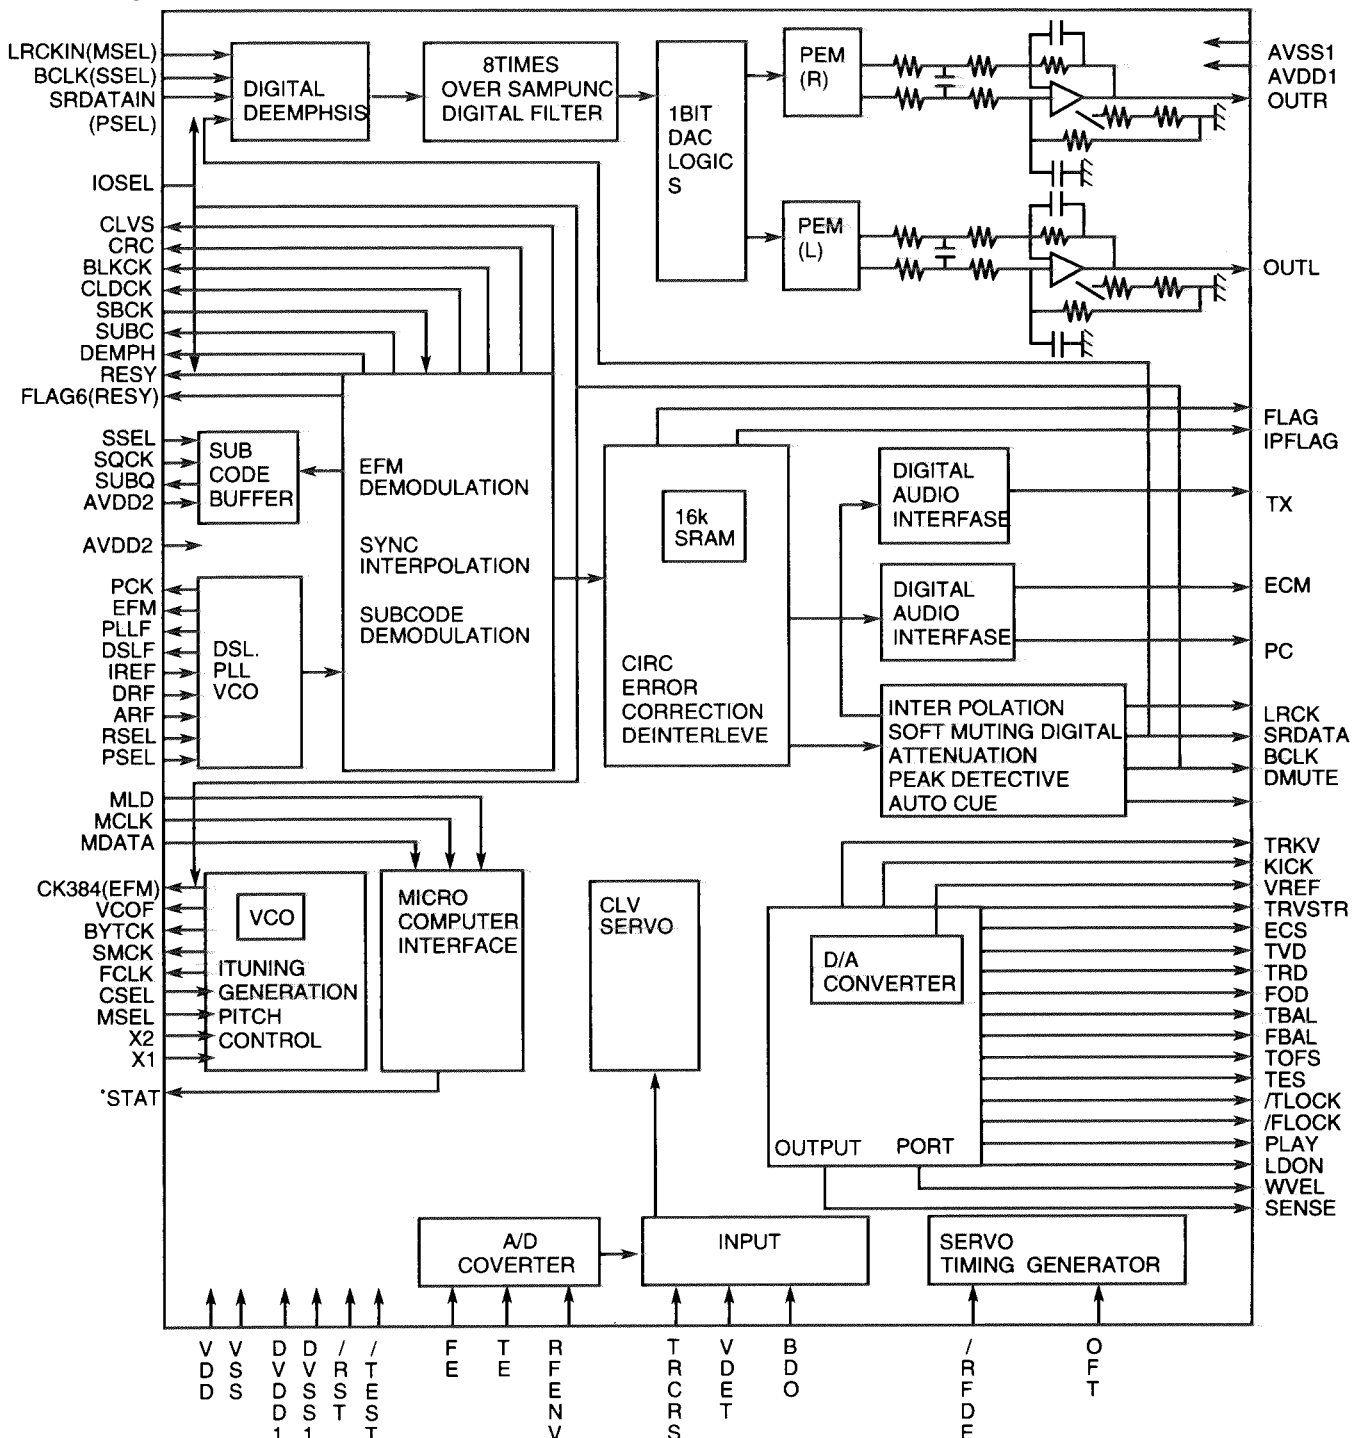 LRCKIN(MSEL)
BCLK(SSEL)
SRDATAIN
(PSEL)
IOSEL
CLVS
CRC
BLKCK
CLDCK
SBCK
SUBC
DEMPH
RESY
FLAG6(RESY)
SSEL
SQCK
SUBQ
AVDD2
AVDD2
PCK
EFM
PLLF
DSLF
IREF
DRF
ARF
RSEL
PSEL
MLD
MCLK
MDATA
CK384(EFM)
VCOF
BYTCK
SMCK
FCLK
CSEL
MSEL
X2
X1
*STAT
DIGITAL
DEEMPHSIS
8TIMES
OVER SAMPUNC
DIGITAL FILTER
1BIT
DAC
LOGIC
S
PEM
(R)
PEM
(L)
SUB
CODE
BUFFER
DSL.
PLL
VCO
EFM
DEMODULATION
SYNC
INTERPOLATION
SUBCODE
DEMODULATION
16k
SRAM
CIRC
ERROR
CORRECTION
DEINTERLEVE
DIGITAL
AUDIO
INTERFASE
DIGITAL
AUDIO
INTERFASE
INTER POLATION
SOFT MUTING DIGITAL
ATTENUATION
PEAK DETECTIVE
AUTO CUE
VCO
ITUNING
GENERATION
PITCH
CONTROL
MICRO
COMPUTER
INTERFACE
CLV
SERVO
D/A
CONVERTER
OUTPUT PORT
A/D
COVERTER
INPUT
SERVO
TIMING GENERATOR
AVSS1
AVDD1
OUTR
OUTL
FLAG
IPFLAG
TX
ECM
PC
LRCK
SRDATA
BCLK
DMUTE
TRKV
KICK
VREF
TRVSTR
ECS
TVD
TRD
FOD
TBAL
FBAL
TOFS
TES
/TLOCK
/FLOCK
PLAY
LDON
WVEL
SENSE
VDD
VSS
DVDD1
DVSS1
/RST
/TEST
FE
TE
RFENV
TRCRS
VDET
BDO
/RFDE
OFT